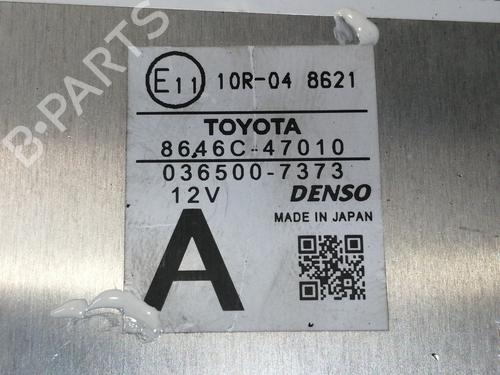 E11 10R-04 8621
TOYOTA
8646C-47010
036500-7373
12V DENSO
MADE IN JAPAN
A
B-PARTS